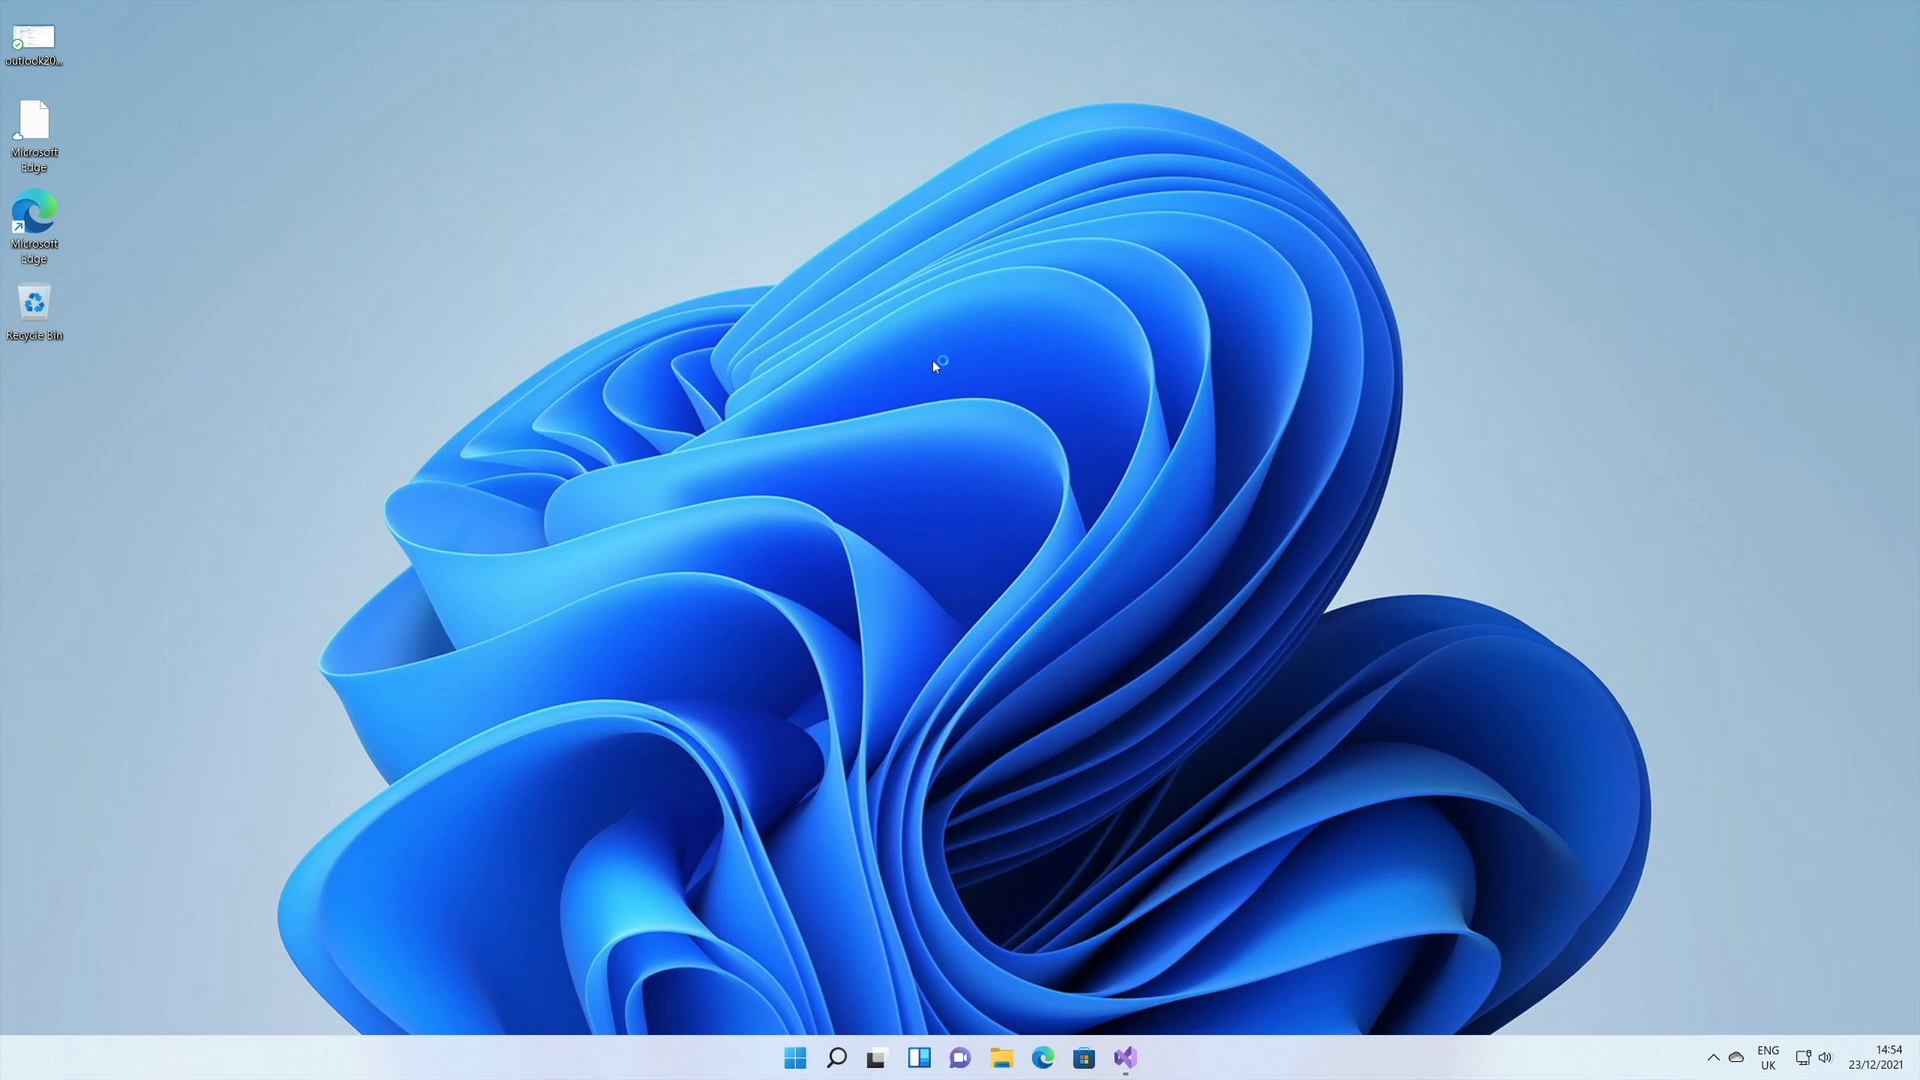 outlook20...
Microsoft
Edge
Microsoft
Edge
Recycle Bin
ENG
UK
14:54
23/12/2021